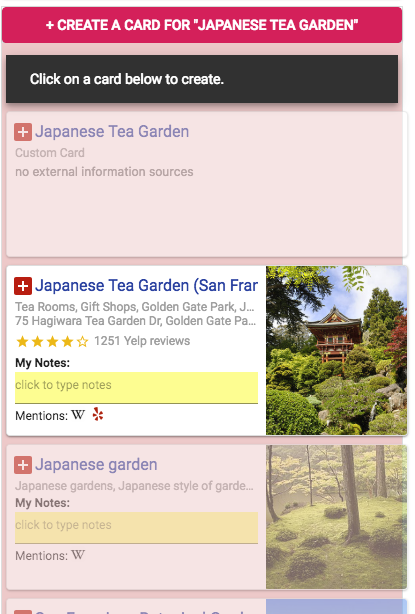 + CREATE A CARD FOR "JAPANESE TEA GARDEN"
Click on a card below to create.
+ Japanese Tea Garden
Custom Card
no external information sources
+ Japanese Tea Garden (San Fran
Tea Rooms, Gift Shops, Golden Gate Park, J...
75 Hagiwara Tea Garden Dr, Golden Gate Pa...
1251 Yelp reviews
My Notes:
click to type notes
Mentions: W
+ Japanese garden
Japanese gardens, Japanese style of garde...
My Notes:
click to type notes
Mentions: W